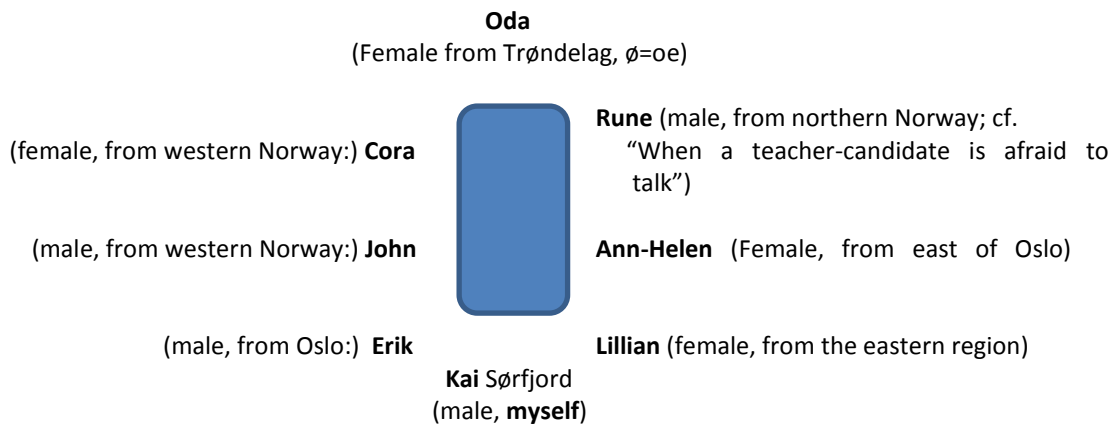 Oda
(Female from Trøndelag, ø=oe)
Rune (male, from northern Norway; cf.
(female, from western Norway:) Cora
“When a teacher-candidate is afraid to
talk”)
(male, from western Norway:) John
Ann-Helen (Female, from east of Oslo)
(male, from Oslo:) Erik
Lillian (female, from the eastern region)
Kai Sørfjord
(male, myself)